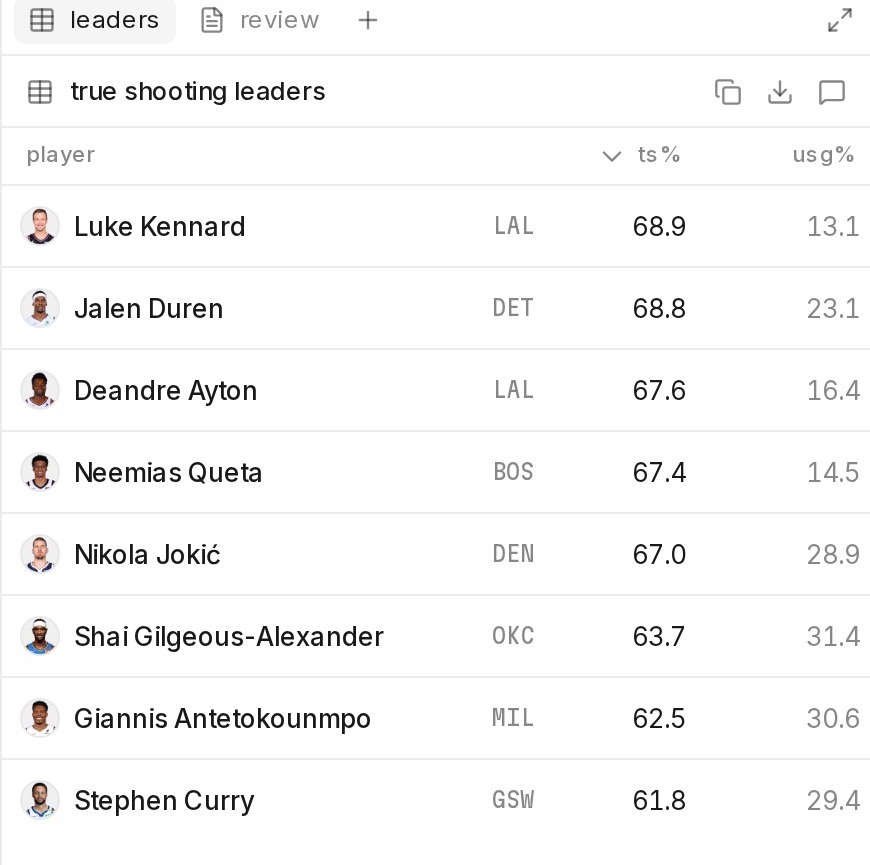 leaders review
true shooting leaders
player ts% usg%
Luke Kennard LAL 68.9 13.1
Jalen Duren DET 68.8 23.1
Deandre Ayton LAL 67.6 16.4
Neemias Queta BOS 67.4 14.5
Nikola Jokić DEN 67.0 28.9
Shai Gilgeous-Alexander OKC 63.7 31.4
Giannis Antetokounmpo MIL 62.5 30.6
Stephen Curry GSW 61.8 29.4